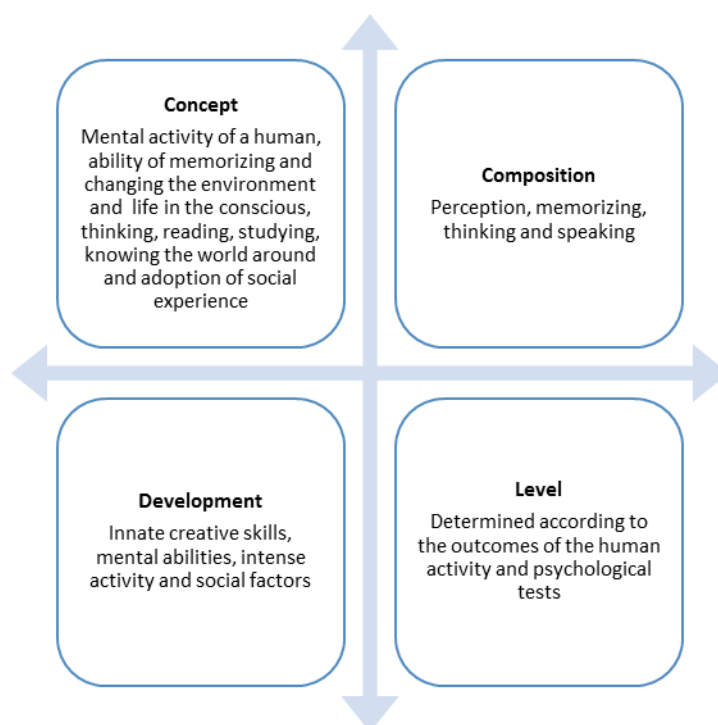 Concept
Mental activity of a human,
ability of memorizing and
changing the environment
and life in the conscious,
thinking, reading, studying,
knowing the world around
and adoption of social
experience
Composition
Perception, memorizing,
thinking and speaking
Development
Innate creative skills,
mental abilities, intense
activity and social factors
Level
Determined according to
the outcomes of the human
activity and psychological
tests